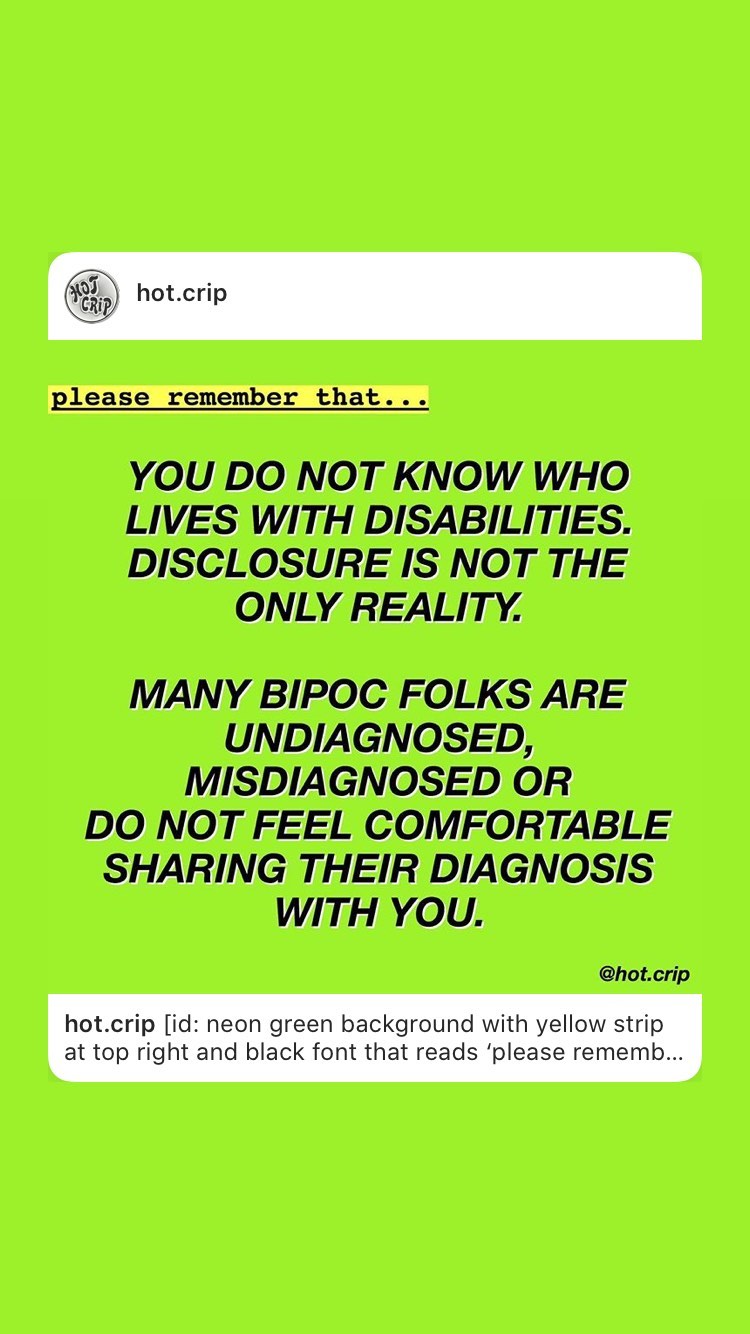 HOT
CRIP
hot.crip
please remember that...
YOU DO NOT KNOW WHO
LIVES WITH DISABILITIES.
DISCLOSURE IS NOT THE
ONLY REALITY.
MANY BIPOC FOLKS ARE
UNDIAGNOSED,
MISDIAGNOSED OR
DO NOT FEEL COMFORTABLE
SHARING THEIR DIAGNOSIS
WITH YOU.
@hot.crip
hot.crip [id: neon green background with yellow strip
at top right and black font that reads ‘please rememb...